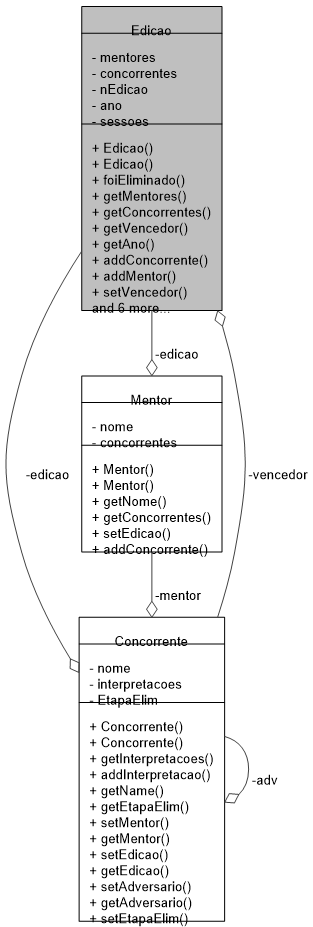 Edicao
- mentores
- concorrentes
- nEdicao
- ano
- sessoes
+ Edicao()
+ Edicao()
+ foiEliminado()
+ getMentores()
+ getConcorrentes()
+ getVencedor()
+ getAno()
+ addConcorrente()
+ addMentor()
+ setVencedor()
and 6 more...
-edicao
Mentor
- nome
- concorrentes
+ Mentor()
+ Mentor()
+ getNome()
+ getConcorrentes()
+ setEdicao()
+ addConcorrente()
-edicao
-vencedor
-mentor
Concorrente
- nome
- interpretacoes
- EtapaElim
+ Concorrente()
+ Concorrente()
+ getInterpretacoes()
+ addInterpretacao()
+ getName()
+ getEtapaElim()
+ setMentor()
+ getMentor()
+ setEdicao()
+ getEdicao()
+ setAdversario()
+ getAdversario()
+ setEtapaElim()
-adv